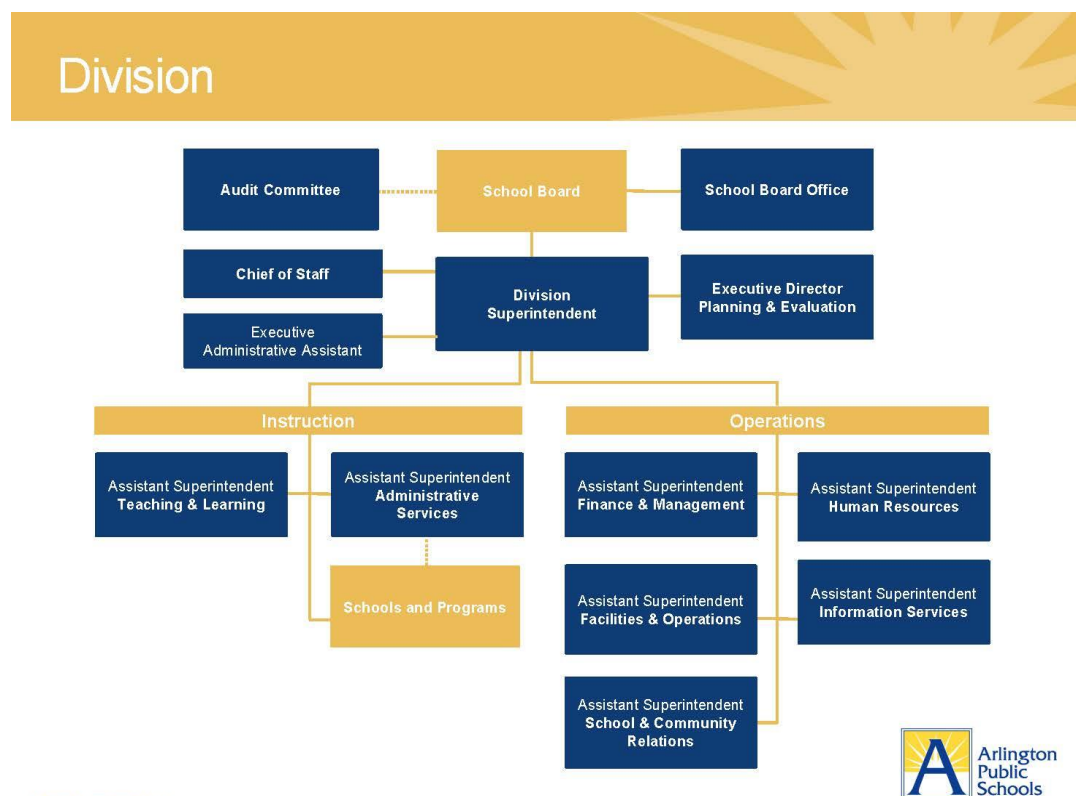 Division
Audit Committee
School Board
School Board Office
Chief of Staff
Division
Superintendent
Executive Director
Planning & Evaluation
Executive
Administrative Assistant
Instruction
Operations
Assistant Superintendent
Teaching & Learning
Assistant Superintendent
Administrative
Services
Assistant Superintendent
Finance & Management
Assistant Superintendent
Human Resources
Schools and Programs
Assistant Superintendent
Facilities & Operations
Assistant Superintendent
Information Services
Assistant Superintendent
School & Community
Relations
A
Arlington
Public
Schools